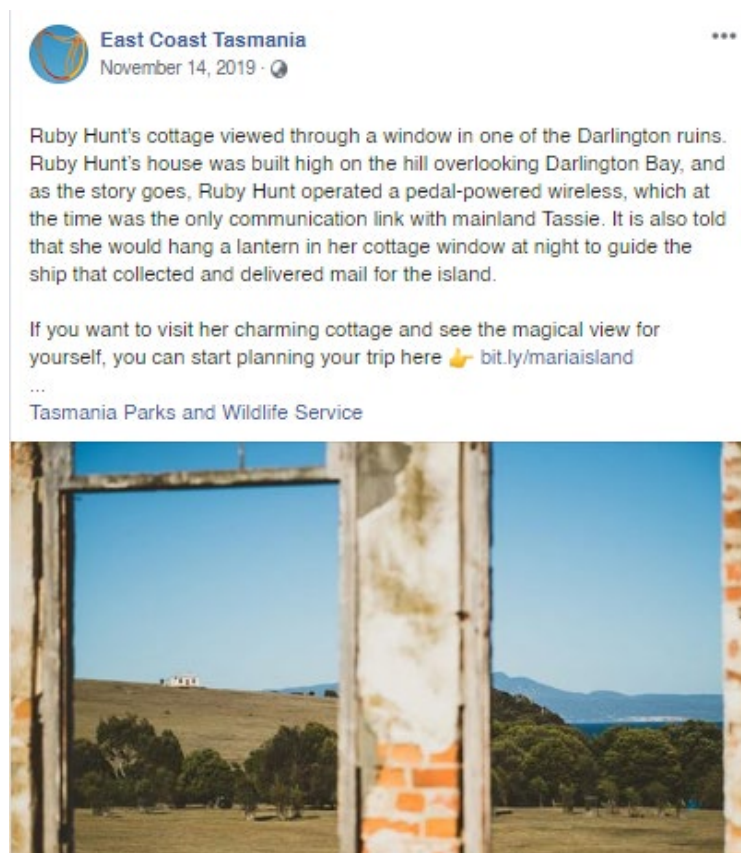 East Coast Tasmania
November 14, 2019 ·
Ruby Hunt's cottage viewed through a window in one of the Darlington ruins.
Ruby Hunt's house was built high on the hill overlooking Darlington Bay, and
as the story goes, Ruby Hunt operated a pedal-powered wireless, which at
the time was the only communication link with mainland Tassie. It is also told
that she would hang a lantern in her cottage window at night to guide the
ship that collected and delivered mail for the island.
If you want to visit her charming cottage and see the magical view for
yourself, you can start planning your trip here 👉 bit.ly/mariaisland
...
Tasmania Parks and Wildlife Service